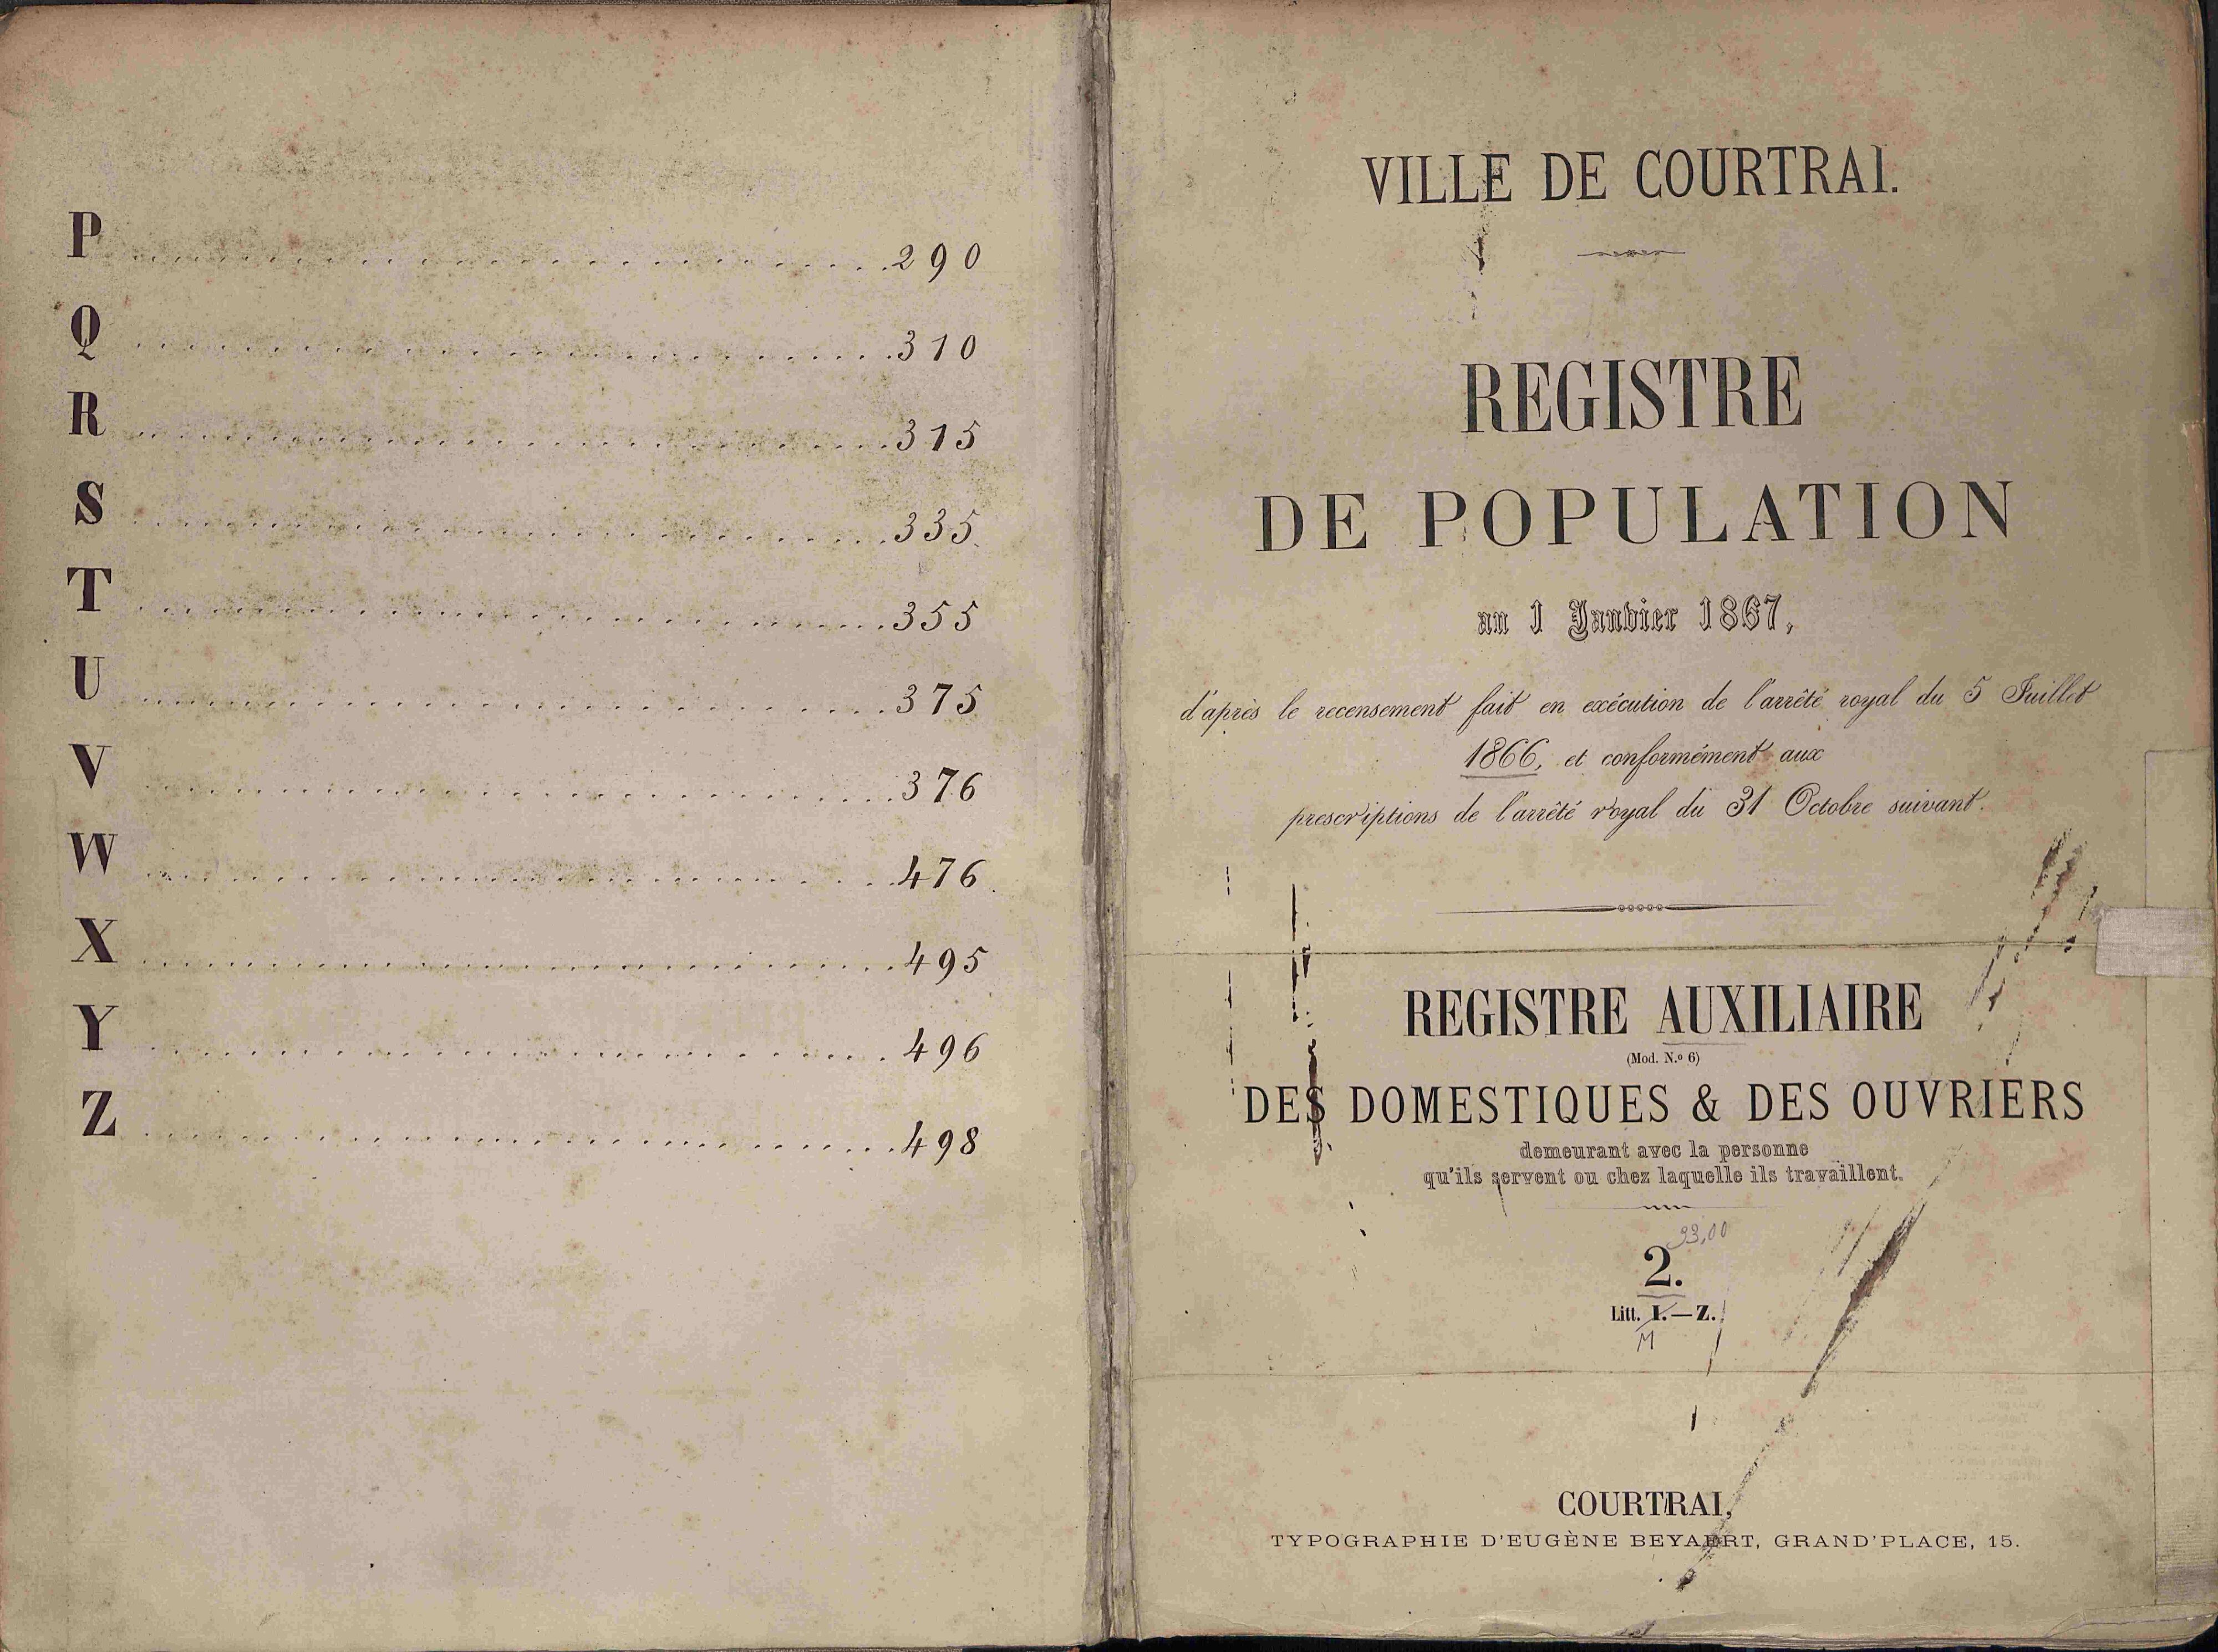 P 290
Q 310
R 315
S 335
T 355
U 375
V 376
W 476
X 495
Y 496
Z 498
VILLE DE COURTRAI.
REGISTRE
DE POPULATION
au 1 Janvier 1867,
d'après le recensement fait en exécution de l'arrêté royal du 5 Juillet
1866, et conformément aux
prescriptions de l'arrêté royal du 31 Octobre suivant.
REGISTRE AUXILIAIRE
(Mod. N.º 6)
DES DOMESTIQUES & DES OUVRIERS
demeurant avec la personne
qu'ils servent ou chez laquelle ils travaillent.
2.
Litt. I.—Z.
M
COURTRAI,
TYPOGRAPHIE D'EUGÈNE BEYAERT, GRAND'PLACE, 15.